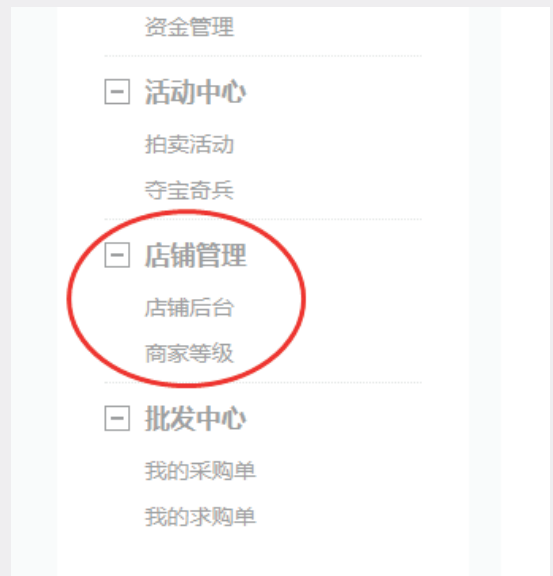 资金管理
活动中心
拍卖活动
夺宝奇兵
店铺管理
店铺后台
商家等级
批发中心
我的采购单
我的求购单